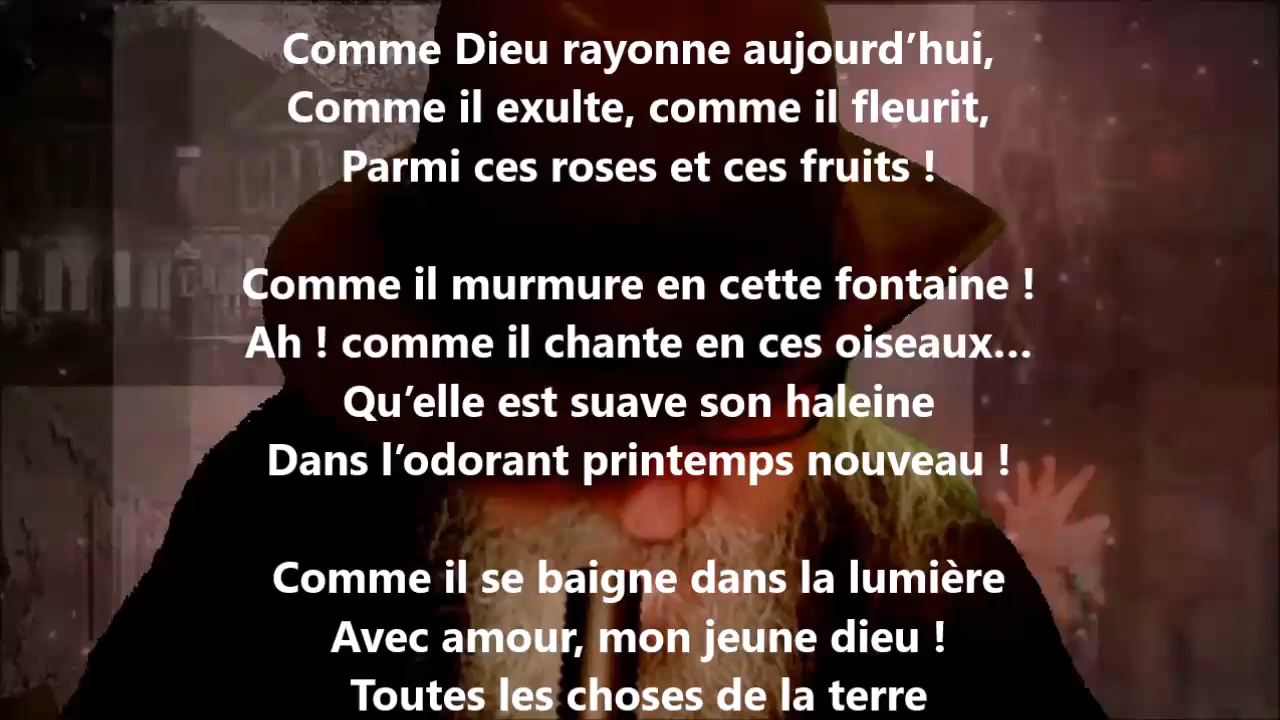 Comme Dieu rayonne aujourd’hui,
Comme il exulte, comme il fleurit,
Parmi ces roses et ces fruits !
Comme il murmure en cette fontaine !
Ah ! comme il chante en ces oiseaux…
Qu’elle est suave son haleine
Dans l’odorant printemps nouveau !
Comme il se baigne dans la lumière
Avec amour, mon jeune dieu !
Toutes les choses de la terre